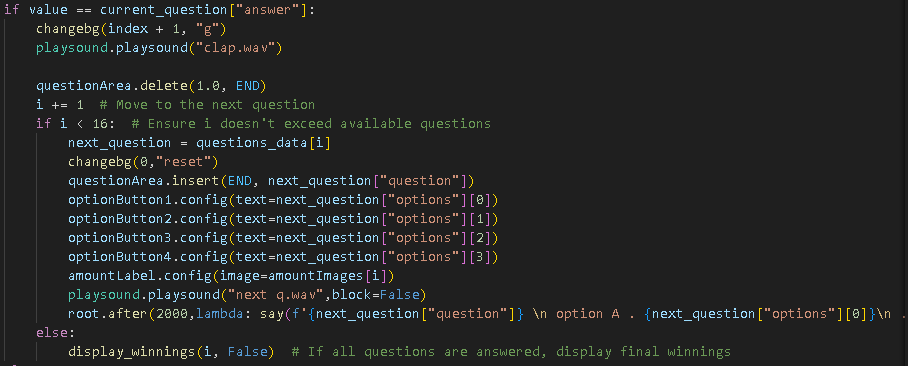 if value == current_question["answer"]:
    changebg(index + 1, "g")
    playsound.playsound("clap.wav")

    questionArea.delete(1.0, END)
    i += 1  # Move to the next question
    if i < 16:  # Ensure i doesn't exceed available questions
        next_question = questions_data[i]
        changebg(0,"reset")
        questionArea.insert(END, next_question["question"])
        optionButton1.config(text=next_question["options"][0])
        optionButton2.config(text=next_question["options"][1])
        optionButton3.config(text=next_question["options"][2])
        optionButton4.config(text=next_question["options"][3])
        amountLabel.config(image=amountImages[i])
        playsound.playsound("next q.wav",block=False)
        root.after(2000,lambda: say(f'{next_question["question"]} \n option A . {next_question["options"][0]}\n .
    else:
        display_winnings(i, False)  # If all questions are answered, display final winnings